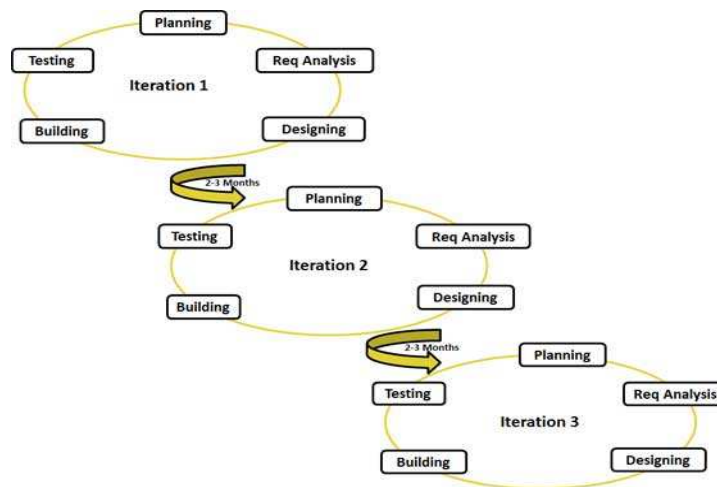 Planning
Testing
Req Analysis
Iteration 1
Building
Designing
2-3 Months
Planning
Testing
Req Analysis
Iteration 2
Building
Designing
2-3 Months
Planning
Testing
Req Analysis
Iteration 3
Building
Designing